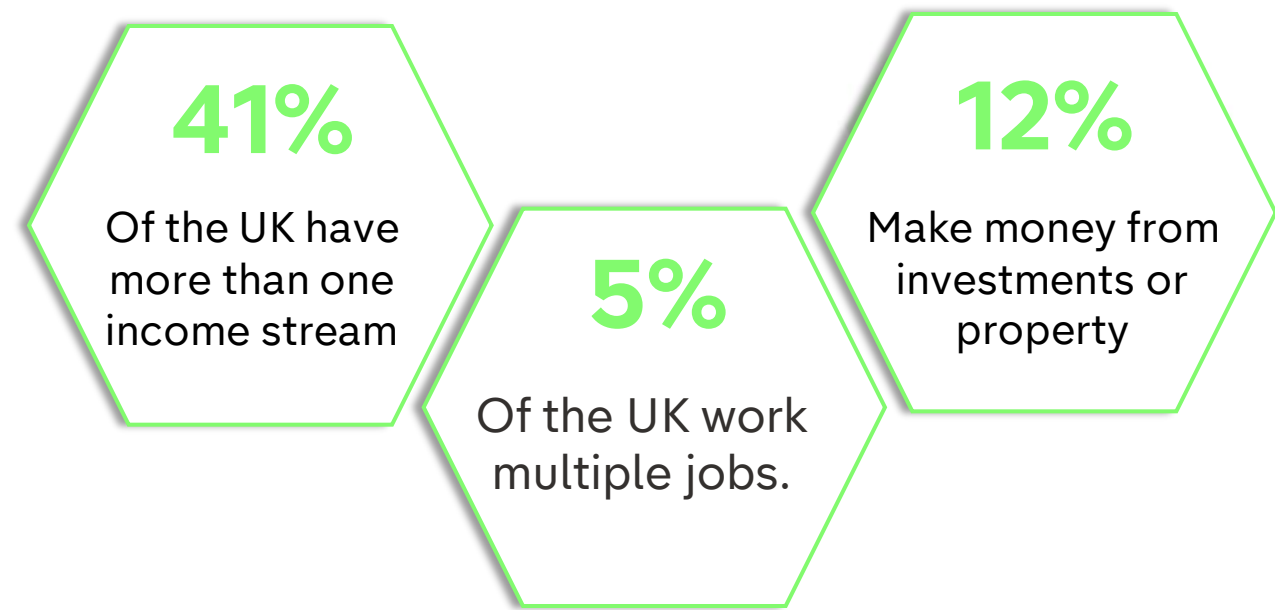 41%
Of the UK have
more than one
income stream
5%
Of the UK work
multiple jobs.
12%
Make money from
investments or
property